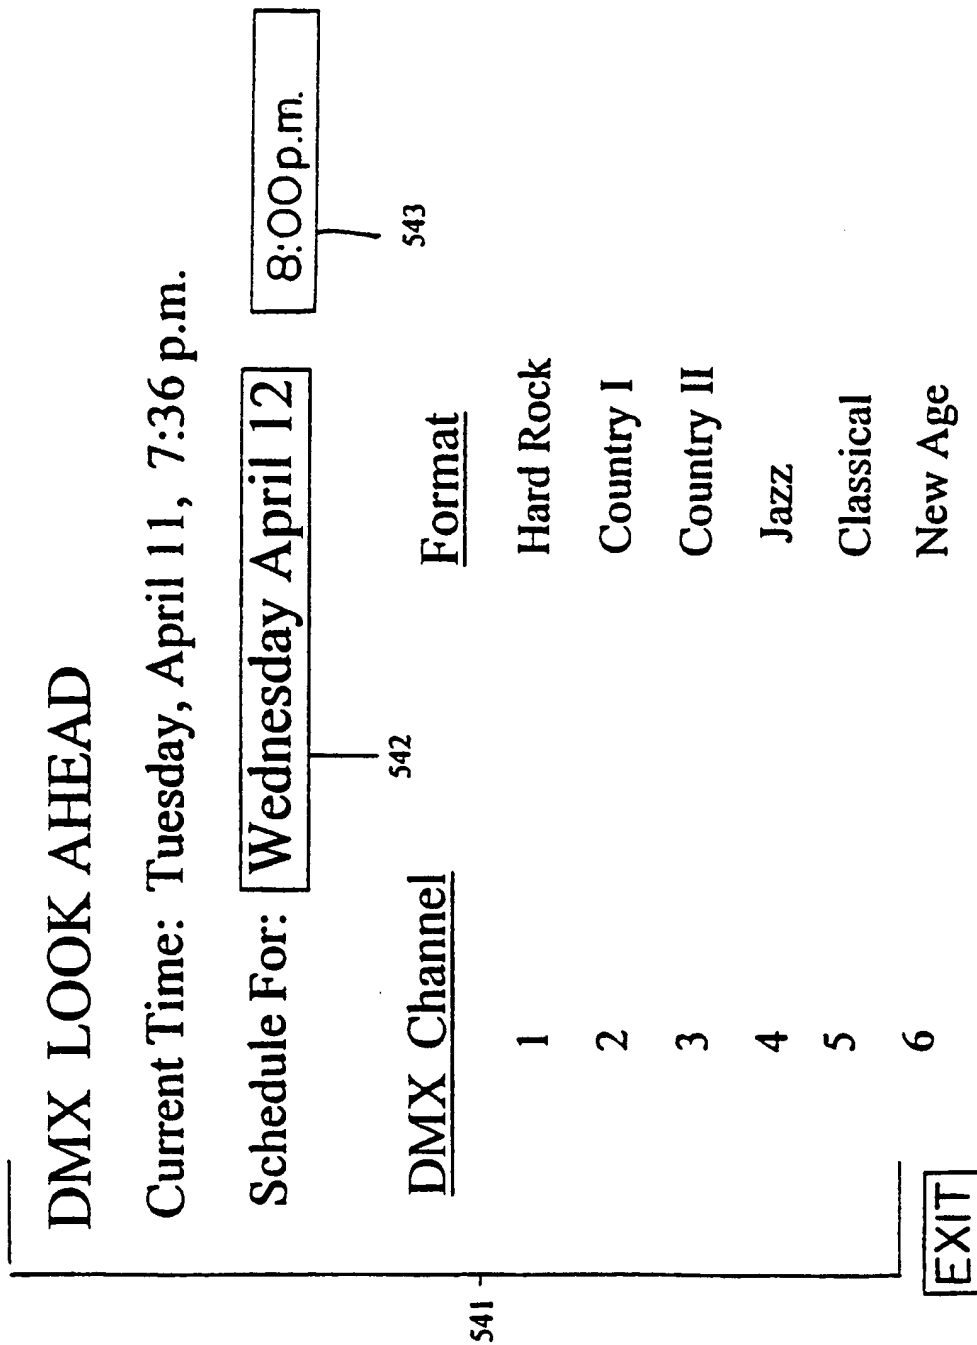 DMX LOOK AHEAD
Current Time: Tuesday, April 11, 7:36 p.m.
Schedule For: Wednesday April 12 8:00 p.m.
542 543
DMX Channel Format
1 Hard Rock
2 Country I
3 Country II
4 Jazz
5 Classical
6 New Age
541
EXIT